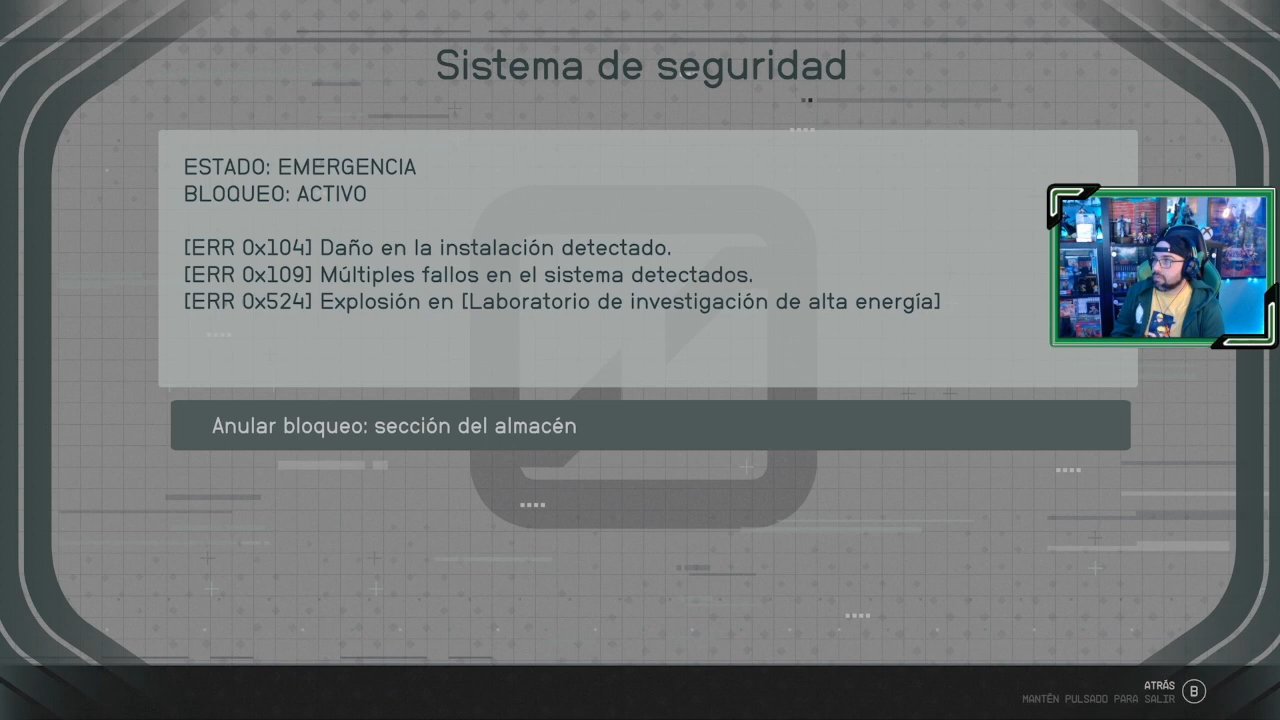 Sistema de seguridad
ESTADO: EMERGENCIA
BLOQUEO: ACTIVO
[ERR 0x104] Daño en la instalación detectado.
[ERR 0x109] Múltiples fallos en el sistema detectados.
[ERR 0x524] Explosión en [Laboratorio de investigación de alta energía]
Anular bloqueo: sección del almacén
ATRÁS
B
MANTÉN PULSADO PARA SALIR